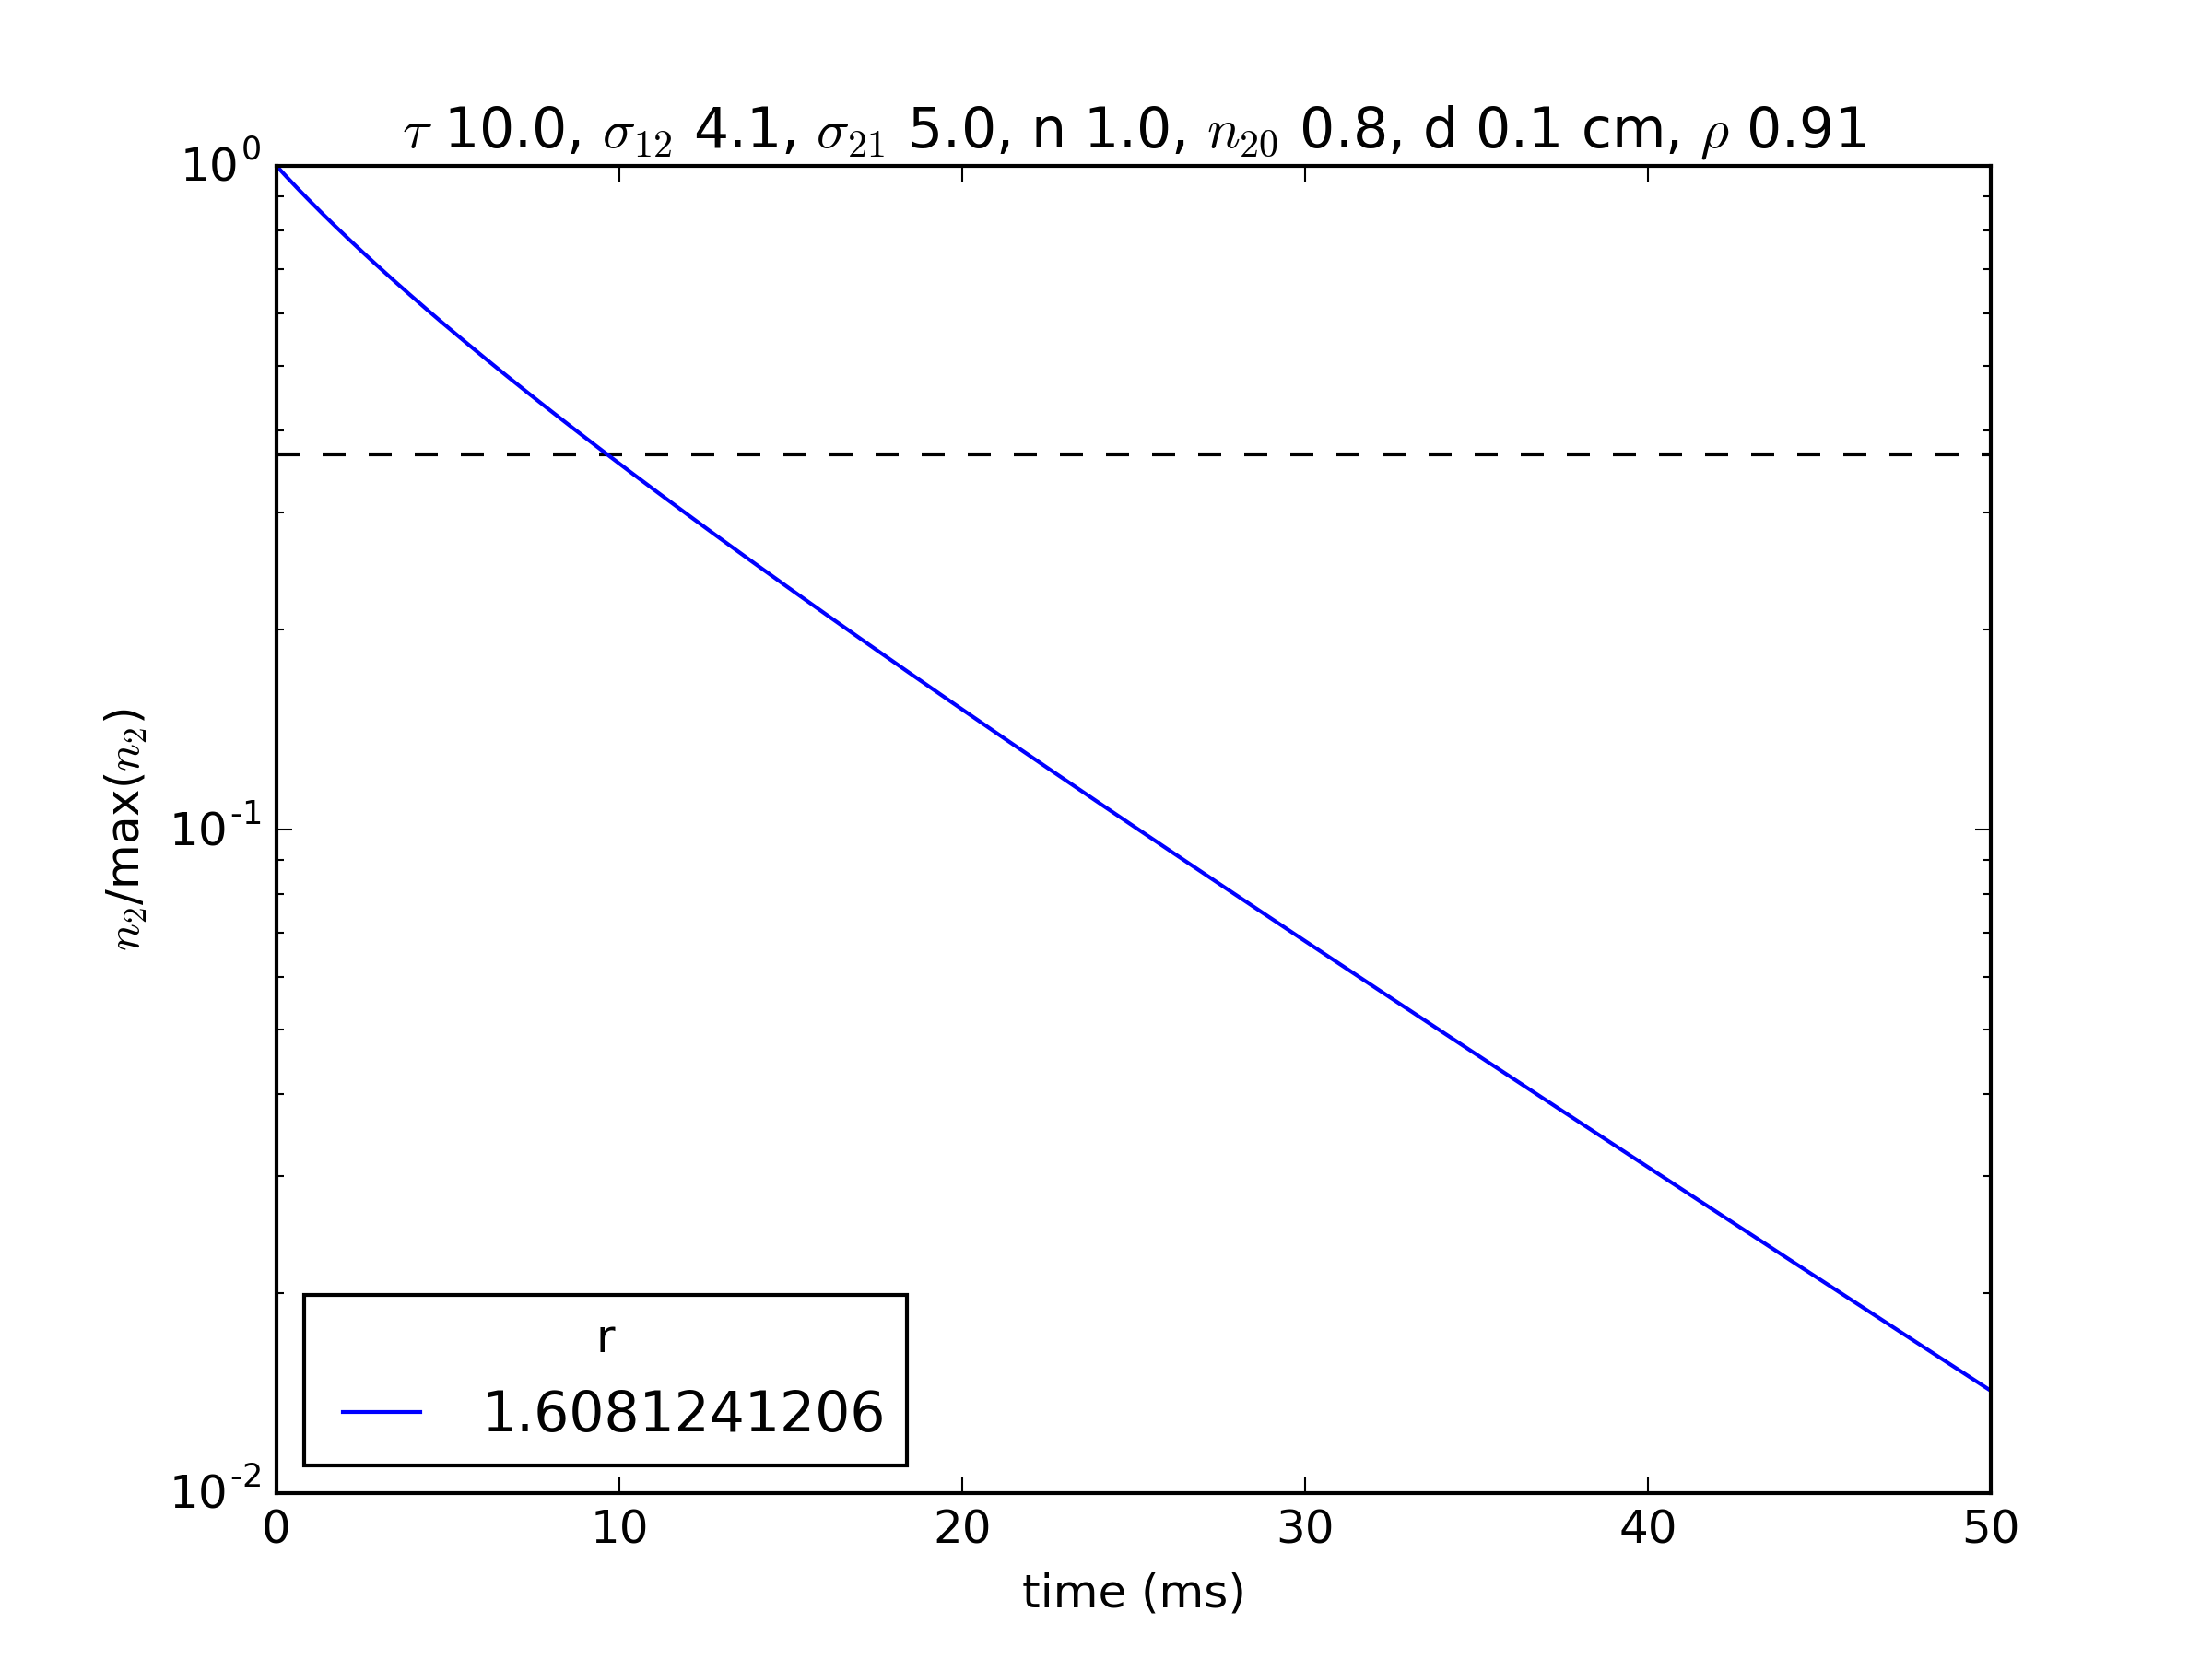 τ 10.0, σ₁₂ 4.1, σ₂₁ 5.0, n 1.0, n₂₀ 0.8, d 0.1 cm, ρ 0.91
10⁰
10⁻¹
10⁻²
n₂/max(n₂)
r
1.6081241206
0 10 20 30 40 50
time (ms)